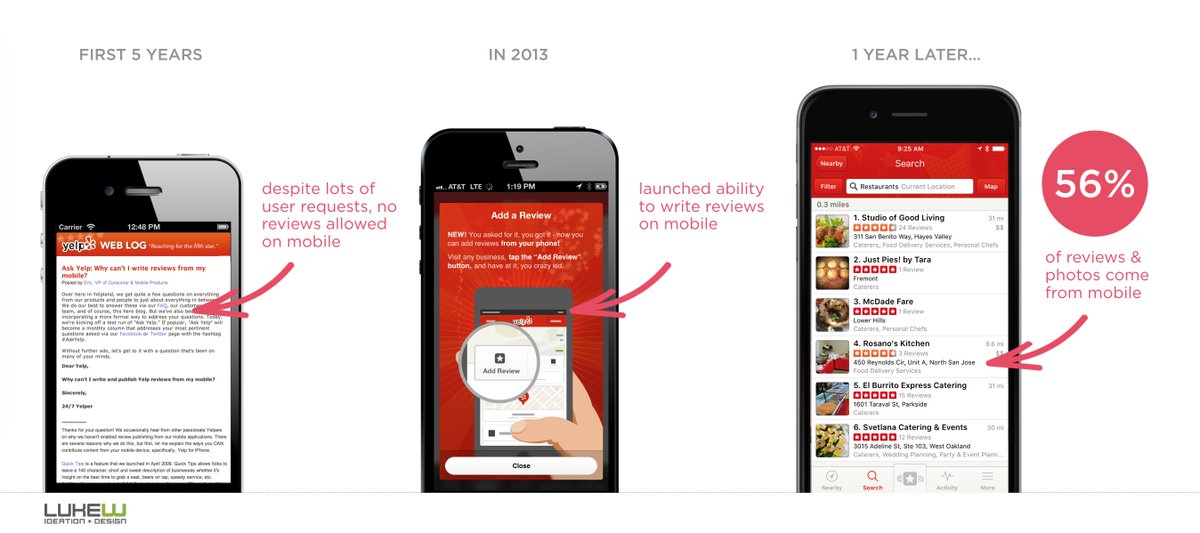 FIRST 5 YEARS
IN 2013
1 YEAR LATER...
Carrier 12:48 PM
yelp WEB LOG "Reaching for the fifth star."
Ask Yelp: Why can't I write reviews from my
mobile?
Posted by Eric, VP of Consumer & Mobile Products
Over here in Yelpland, we get quite a few questions on everything
from our products and people to just about everything in between.
We do our best to answer these via our FAQ, our customer
team, and of course, this here blog. But we've also been
incorporating a more formal way to address your questions. Today,
we're kicking off a test run of "Ask Yelp." If popular, "Ask Yelp" will
become a monthly column that addresses your most pertinent
questions asked via our Facebook or Twitter page with the hashtag
#AskYelp.
Without further ado, let's get to it with a question that's been on
many of your minds.
Dear Yelp,
Why can't I write and publish Yelp reviews from my mobile?
Sincerely,
24/7 Yelper
--------------
Thanks for your question! We occasionally hear from other passionate Yelpers
on why we haven't enabled review publishing from our mobile applications. There
are several reasons why we do this, but first, let me explain the ways you CAN
contribute content from your mobile device; specifically, Yelp for iPhone.
Quick Tips is a feature that we launched in April 2009. Quick Tips allows folks to
leave a 140 character, short and sweet description of businesses whether it's
insight on the best time to grab a seat, beers on tap, speedy service, etc.
despite lots of
user requests, no
reviews allowed
on mobile
AT&T LTE 1:19 PM
Add a Review
NEW! You asked for it, you got it - now you
can add reviews from your phone!
Visit any business, tap the "Add Review"
button, and have at it, you crazy kid.
yelp
Add Review
Close
launched ability
to write reviews
on mobile
AT&T 9:25 AM
Nearby Search
Filter Restaurants Current Location Map
0.3 miles
1. Studio of Good Living 31 mi
24 Reviews $$
311 San Benito Way, Hayes Valley
Caterers, Food Delivery Services, Personal Chefs
2. Just Pies! by Tara
1 Review
Fremont
Caterers
3. McDade Fare
1 Review
Lower Hills
Caterers, Personal Chefs
4. Rosano's Kitchen 9.6 mi
3 Reviews $$
450 Reynolds Cir, Unit A, North San Jose
Food Delivery Services
5. El Burrito Express Catering 31 mi
15 Reviews
1601 Taraval St, Parkside
Caterers
6. Svetlana Catering & Events 30 mi
12 Reviews
3015 Adeline St, Ste 103, West Oakland
Caterers, Wedding Planning, Party & Event Plann...
Nearby Search Activity More
56%
of reviews &
photos come
from mobile
LUKEW
IDEATION + DESIGN